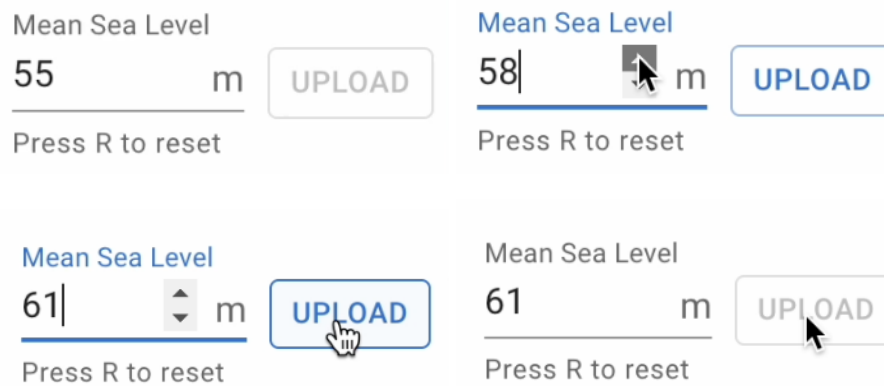 Mean Sea Level
55 m UPLOAD
Press R to reset
Mean Sea Level
58 m UPLOAD
Press R to reset
Mean Sea Level
61 m UPLOAD
Press R to reset
Mean Sea Level
61 m UPLOAD
Press R to reset